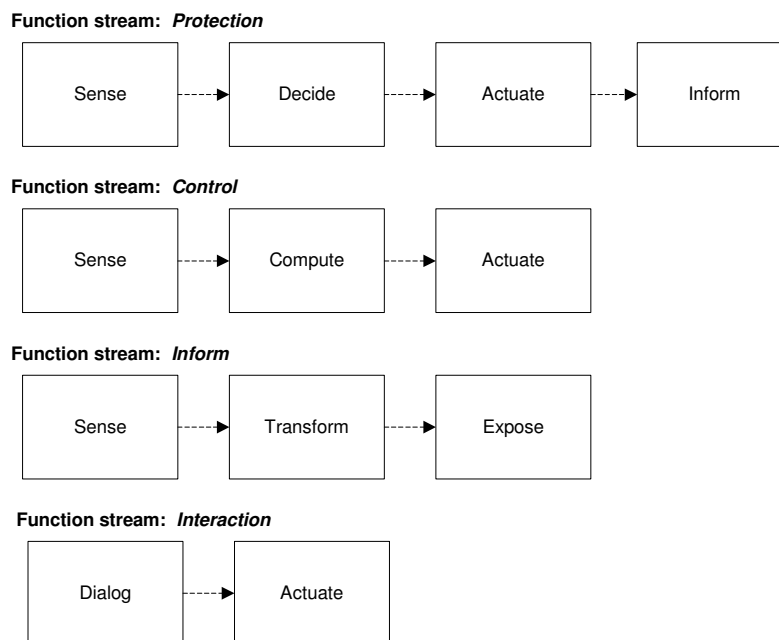 Function stream: Protection
Sense Decide Actuate Inform
Function stream: Control
Sense Compute Actuate
Function stream: Inform
Sense Transform Expose
Function stream: Interaction
Dialog Actuate